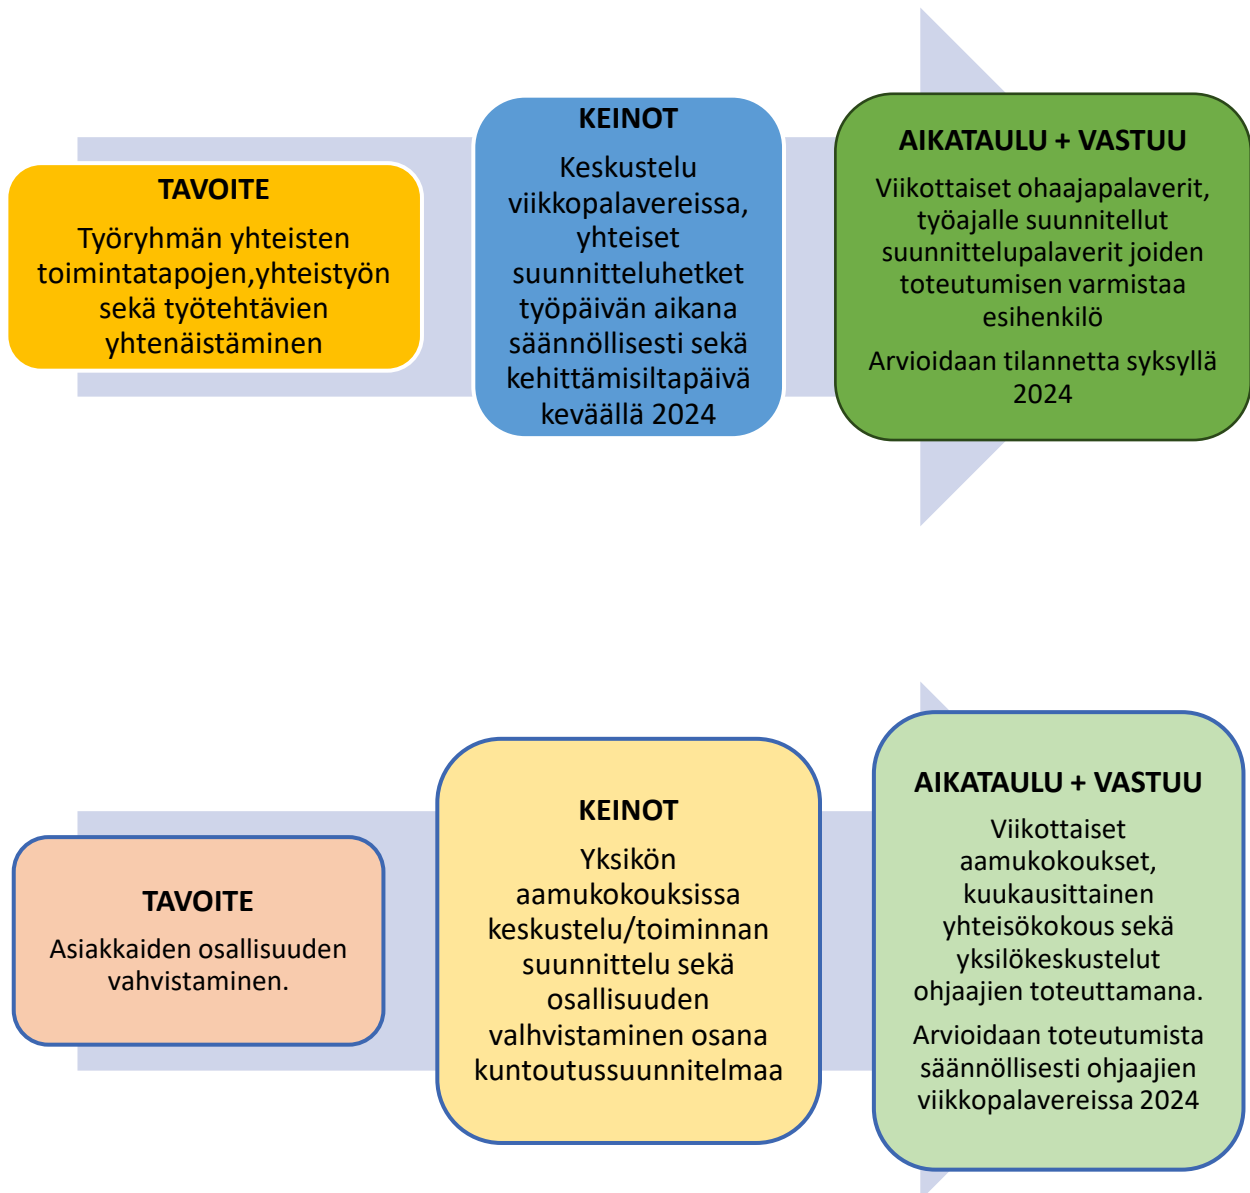 TAVOITE
Työryhmän yhteisten
toimintatapojen,yhteistyön
sekä työtehtävien
yhtenäistäminen
KEINOT
Keskustelu
viikkopalavereissa,
yhteiset
suunnitteluhetket
työpäivän aikana
säännöllisesti sekä
kehittämisiltapäivä
keväällä 2024
AIKATAULU + VASTUU
Viikottaiset ohaajapalaverit,
työajalle suunnitellut
suunnittelupalaverit joiden
toteutumisen varmistaa
esihenkilö
Arvioidaan tilannetta syksyllä
2024
TAVOITE
Asiakkaiden osallisuuden
vahvistaminen.
KEINOT
Yksikön
aamukokouksissa
keskustelu/toiminnan
suunnittelu sekä
osallisuuden
valhvistaminen osana
kuntoutussuunnitelmaa
AIKATAULU + VASTUU
Viikottaiset
aamukokoukset,
kuukausittainen
yhteisökokous sekä
yksilökeskustelut
ohjaajien toteuttamana.
Arvioidaan toteutumista
säännöllisesti ohjaajien
viikkopalavereissa 2024